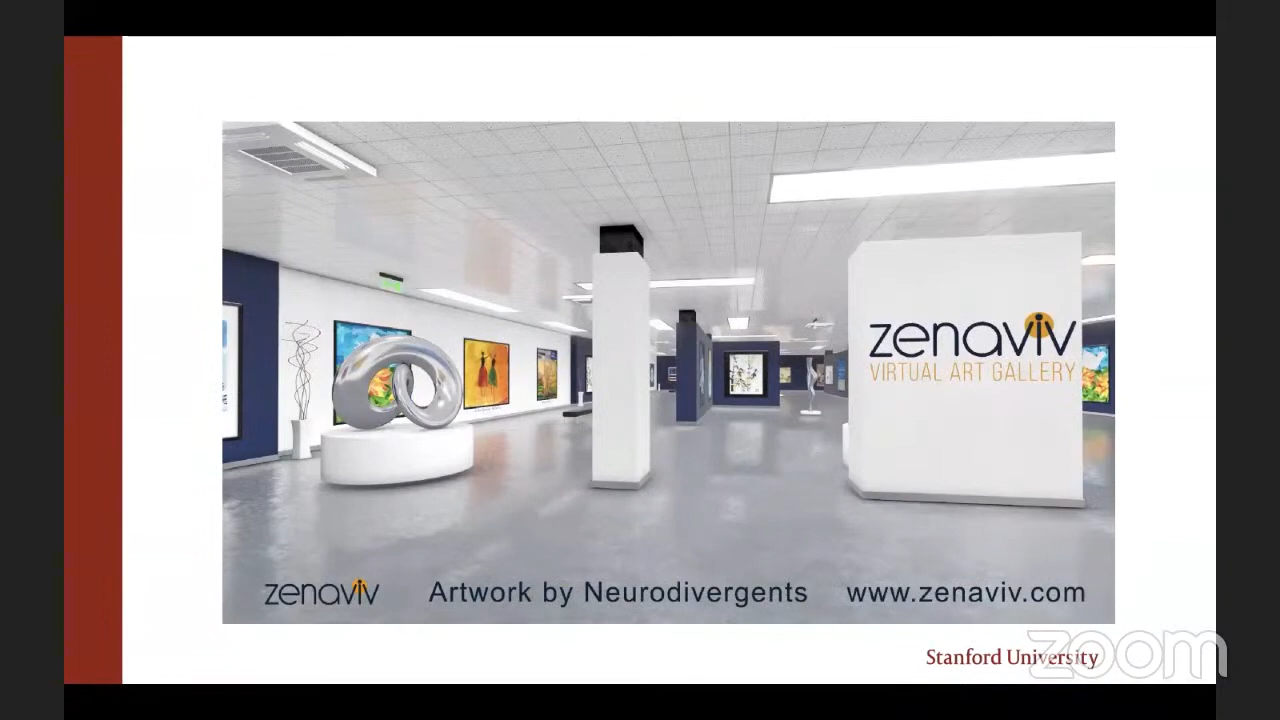 zenaviv
VIRTUAL ART GALLERY
zenaviv Artwork by Neurodivergents www.zenaviv.com
Stanford University
zoom